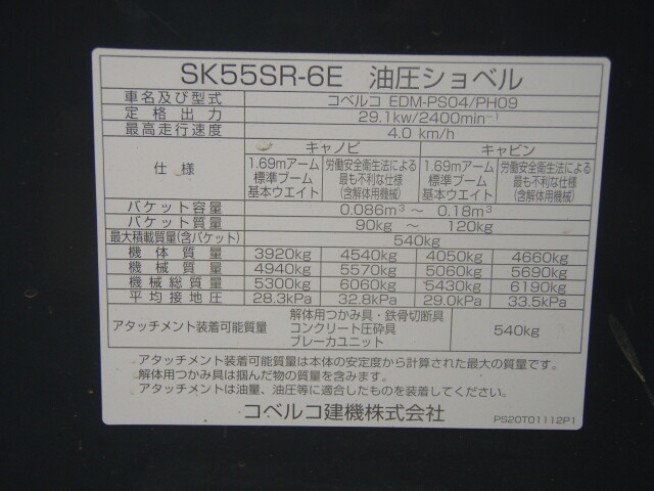 SK55SR-6E 油圧ショベル
車名及び型式 コベルコ EDM-PS04/PH09
定格出力 29.1kw/2400min⁻¹
最高走行速度 4.0 km/h
仕様 キャノピ キャビン
1.69mアーム 労働安全衛生法による 1.69mアーム 労働安全衛生法による
標準ブーム 最も不利な仕様 標準ブーム 最も不利な仕様
基本ウエイト (含解体用機械) 基本ウエイト (含解体用機械)
バケット容量 0.086m³ ～ 0.18m³
バケット質量 90kg ～ 120kg
最大積載質量(含バケット) 540kg
機体質量 3920kg 4540kg 4050kg 4660kg
機械質量 4940kg 5570kg 5060kg 5690kg
機械総質量 5300kg 6060kg 5430kg 6190kg
平均接地圧 28.3kPa 32.8kPa 29.0kPa 33.5kPa
アタッチメント装着可能質量 解体用つかみ具・鉄骨切断具 540kg
コンクリート圧砕具
ブレーカユニット
アタッチメント装着可能質量は本体の安定度から計算された最大の質量です。
解体用つかみ具は掴んだ物の質量を含みます。
アタッチメントは油量、油圧等に適合したものを装着してください。
コベルコ建機株式会社
PS20T01112P1